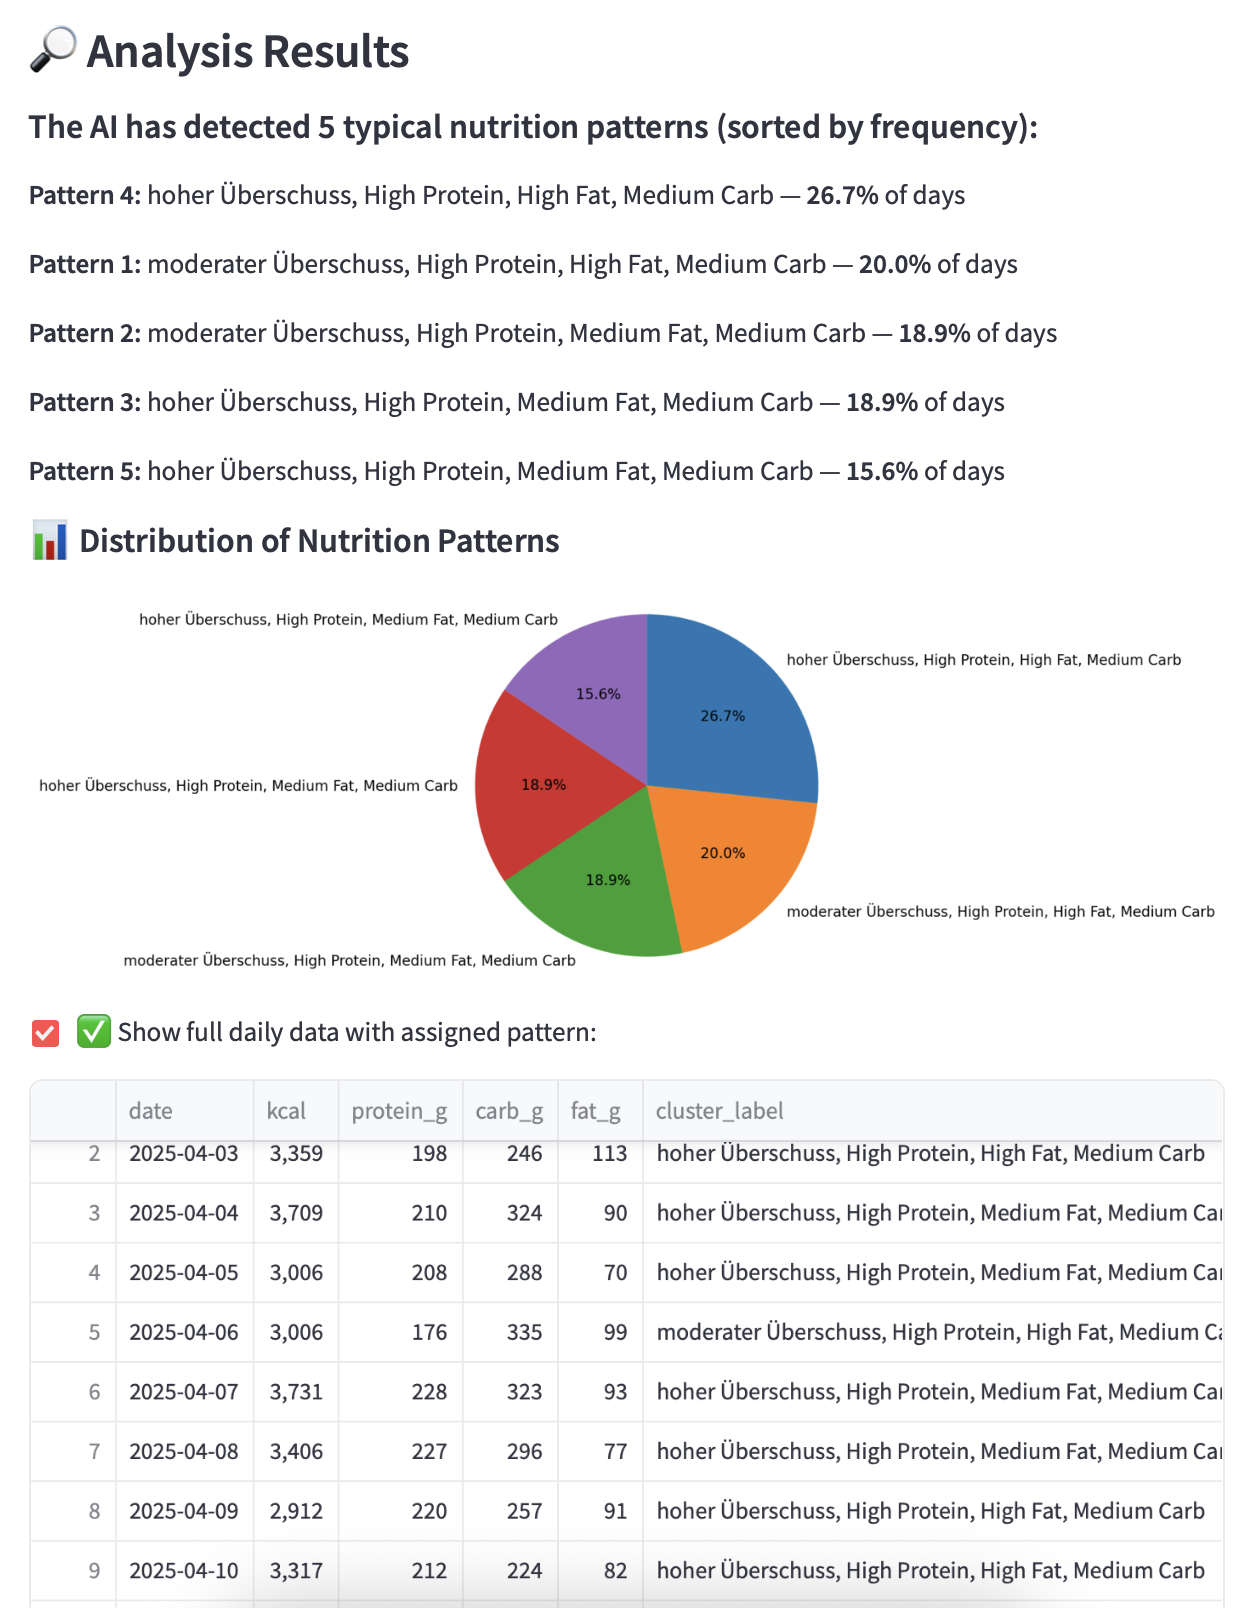 Analysis Results
The AI has detected 5 typical nutrition patterns (sorted by frequency):
Pattern 4: hoher Überschuss, High Protein, High Fat, Medium Carb — 26.7% of days
Pattern 1: moderater Überschuss, High Protein, High Fat, Medium Carb — 20.0% of days
Pattern 2: moderater Überschuss, High Protein, Medium Fat, Medium Carb — 18.9% of days
Pattern 3: hoher Überschuss, High Protein, Medium Fat, Medium Carb — 18.9% of days
Pattern 5: hoher Überschuss, High Protein, Medium Fat, Medium Carb — 15.6% of days
Distribution of Nutrition Patterns
hoher Überschuss, High Protein, Medium Fat, Medium Carb
hoher Überschuss, High Protein, High Fat, Medium Carb
15.6%
26.7%
hoher Überschuss, High Protein, Medium Fat, Medium Carb
18.9%
20.0%
18.9%
moderater Überschuss, High Protein, High Fat, Medium Carb
moderater Überschuss, High Protein, Medium Fat, Medium Carb
Show full daily data with assigned pattern:
date kcal protein_g carb_g fat_g cluster_label
2 2025-04-03 3,359 198 246 113 hoher Überschuss, High Protein, High Fat, Medium Carb
3 2025-04-04 3,709 210 324 90 hoher Überschuss, High Protein, Medium Fat, Medium Car
4 2025-04-05 3,006 208 288 70 hoher Überschuss, High Protein, Medium Fat, Medium Car
5 2025-04-06 3,006 176 335 99 moderater Überschuss, High Protein, High Fat, Medium Ca
6 2025-04-07 3,731 228 323 93 hoher Überschuss, High Protein, Medium Fat, Medium Car
7 2025-04-08 3,406 227 296 77 hoher Überschuss, High Protein, Medium Fat, Medium Car
8 2025-04-09 2,912 220 257 91 hoher Überschuss, High Protein, High Fat, Medium Carb
9 2025-04-10 3,317 212 224 82 hoher Überschuss, High Protein, High Fat, Medium Carb